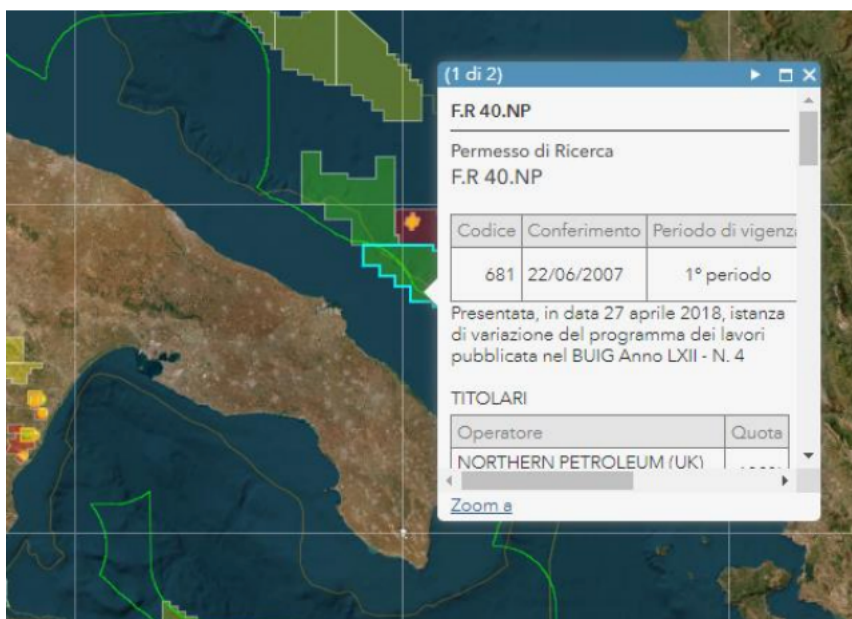 (1 di 2)
F.R 40.NP
Permesso di Ricerca
F.R 40.NP
Codice Conferimento Periodo di vigenza
681 22/06/2007 1° periodo
Presentata, in data 27 aprile 2018, istanza
di variazione del programma dei lavori
pubblicata nel BUIG Anno LXII - N. 4
TITOLARI
Operatore Quota
NORTHERN PETROLEUM (UK)
Zoom a